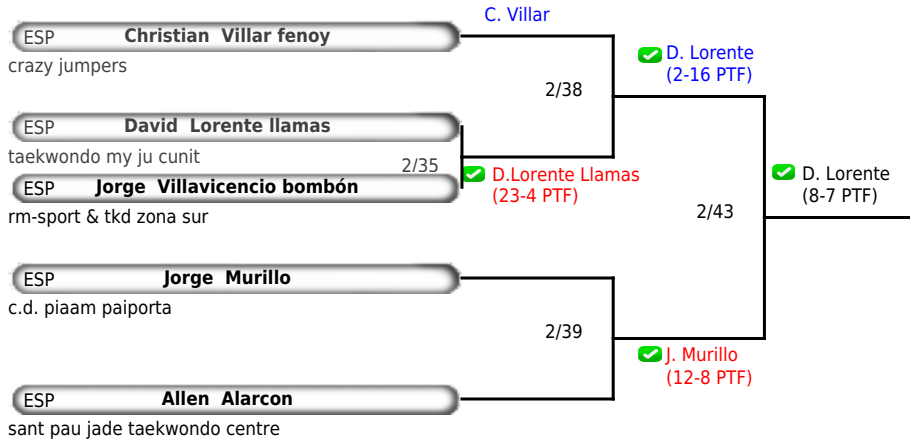 C. Villar
ESP Christian Villar fenoy
crazy jumpers
D. Lorente
(2-16 PTF)
2/38
ESP David Lorente llamas
taekwondo my ju cunit
2/35
D.Lorente Llamas
(23-4 PTF)
ESP Jorge Villavicencio bombón
rm-sport & tkd zona sur
D. Lorente
(8-7 PTF)
2/43
ESP Jorge Murillo
c.d. piaam paiporta
2/39
J. Murillo
(12-8 PTF)
ESP Allen Alarcon
sant pau jade taekwondo centre